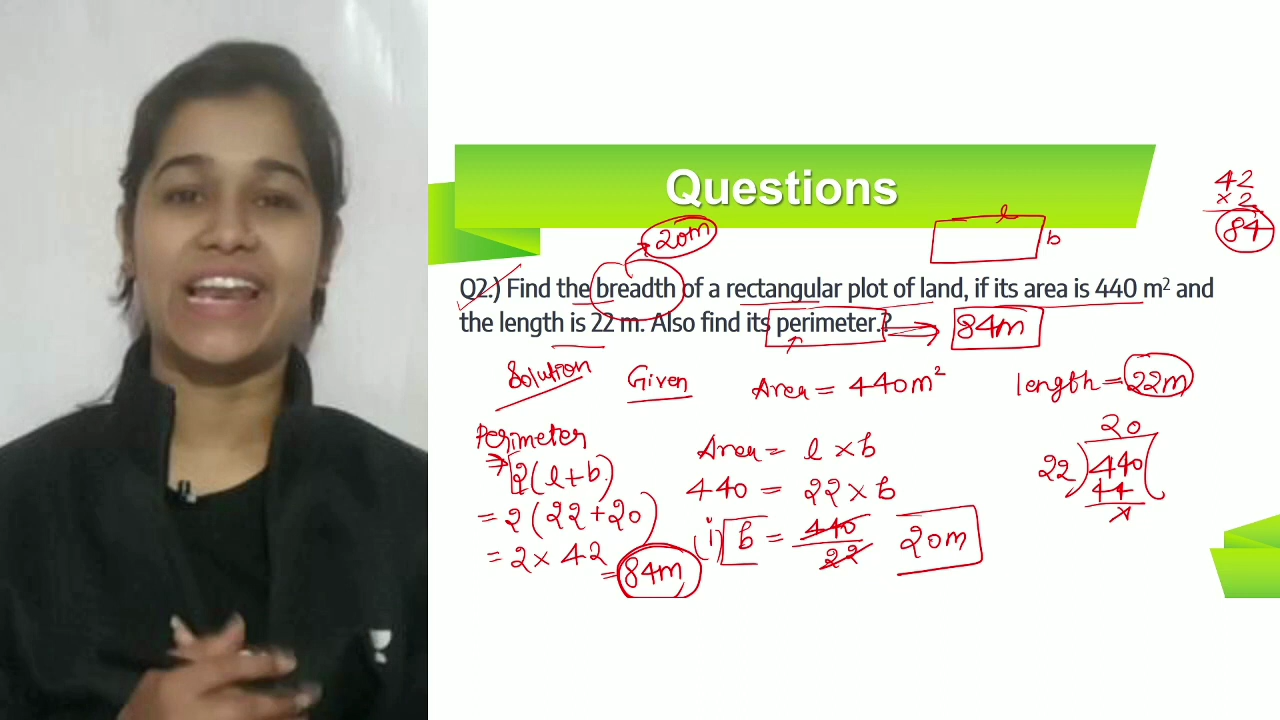 Questions
42
× 2
84
20m
l
b
Q2.) Find the breadth of a rectangular plot of land, if its area is 440 m² and
the length is 22 m. Also find its perimeter.?
84m
Solution Given Area = 440m² length = 22m
Perimeter
⇒ 2(l+b)
= 2(22+20)
= 2 × 42
= 84m
Area = l × b
440 = 22 × b
(i) b = 440/22 20m
20
22)440(
44
x